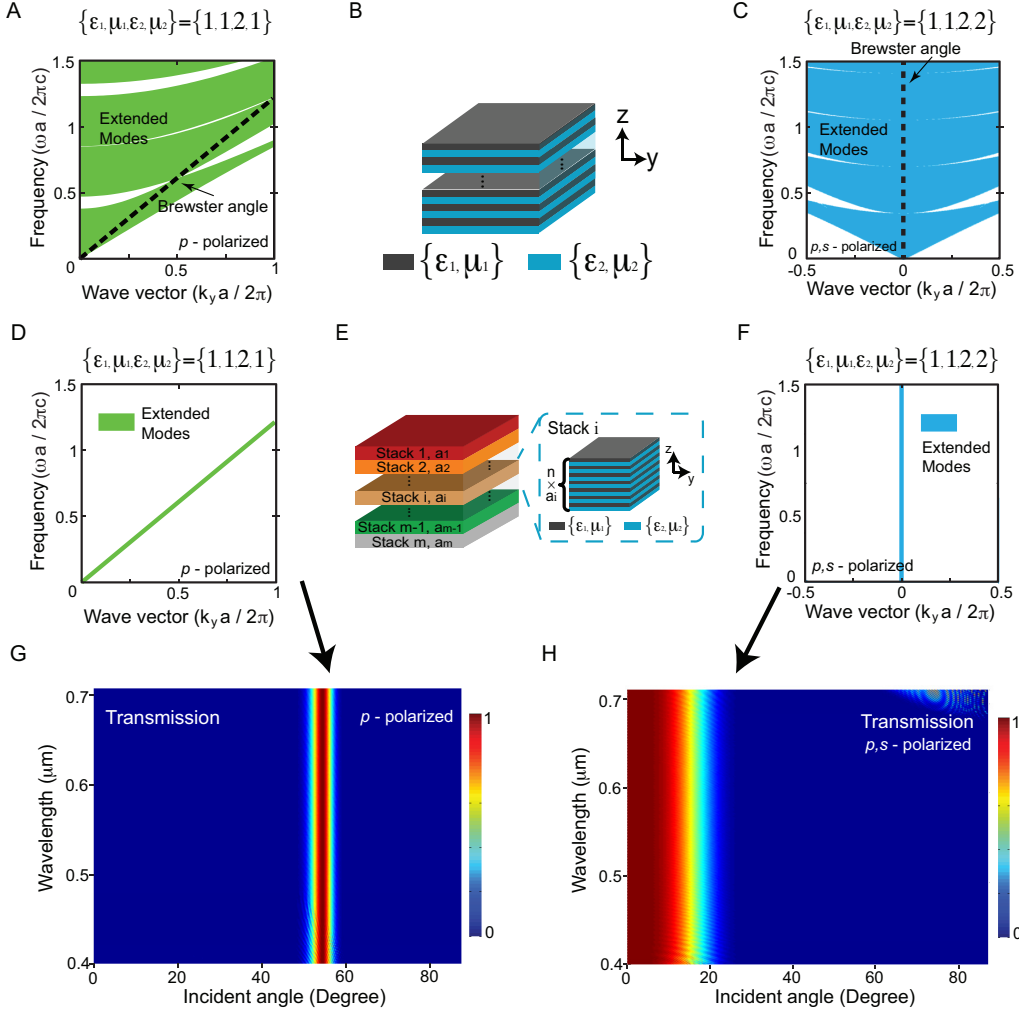 A
{ε1, μ1, ε2, μ2}={1, 1, 2, 1}
Frequency (ωa / 2πc)
1.5
1
0.5
0
0
0.5
1
Extended
Modes
Brewster angle
p - polarized
Wave vector (ky a / 2π)
B
z
y
{ε1, μ1}
{ε2, μ2}
C
{ε1, μ1, ε2, μ2}={1, 1, 2, 2}
Brewster angle
Frequency (ωa / 2πc)
1.5
1
0.5
0
-0.5
0
0.5
Extended
Modes
p,s - polarized
Wave vector (ky a / 2π)
D
{ε1, μ1, ε2, μ2}={1, 1, 2, 1}
Frequency (ωa / 2πc)
1.5
1
0.5
0
0
0.5
1
Extended
Modes
p - polarized
Wave vector (ky a / 2π)
E
Stack 1, a1
Stack 2, a2
Stack i, ai
Stack m-1, am-1
Stack m, am
Stack i
n
×
ai
z
y
{ε1, μ1}
{ε2, μ2}
F
{ε1, μ1, ε2, μ2}={1, 1, 2, 2}
Frequency (ωa / 2πc)
1.5
1
0.5
0
-0.5
0
0.5
Extended
Modes
p,s - polarized
Wave vector (ky a / 2π)
G
Transmission
p - polarized
Wavelength (μm)
0.7
0.6
0.5
0.4
0
20
40
60
80
Incident angle (Degree)
1
0
H
Transmission
p,s - polarized
Wavelength (μm)
0.7
0.6
0.5
0.4
0
20
40
60
80
Incident angle (Degree)
1
0